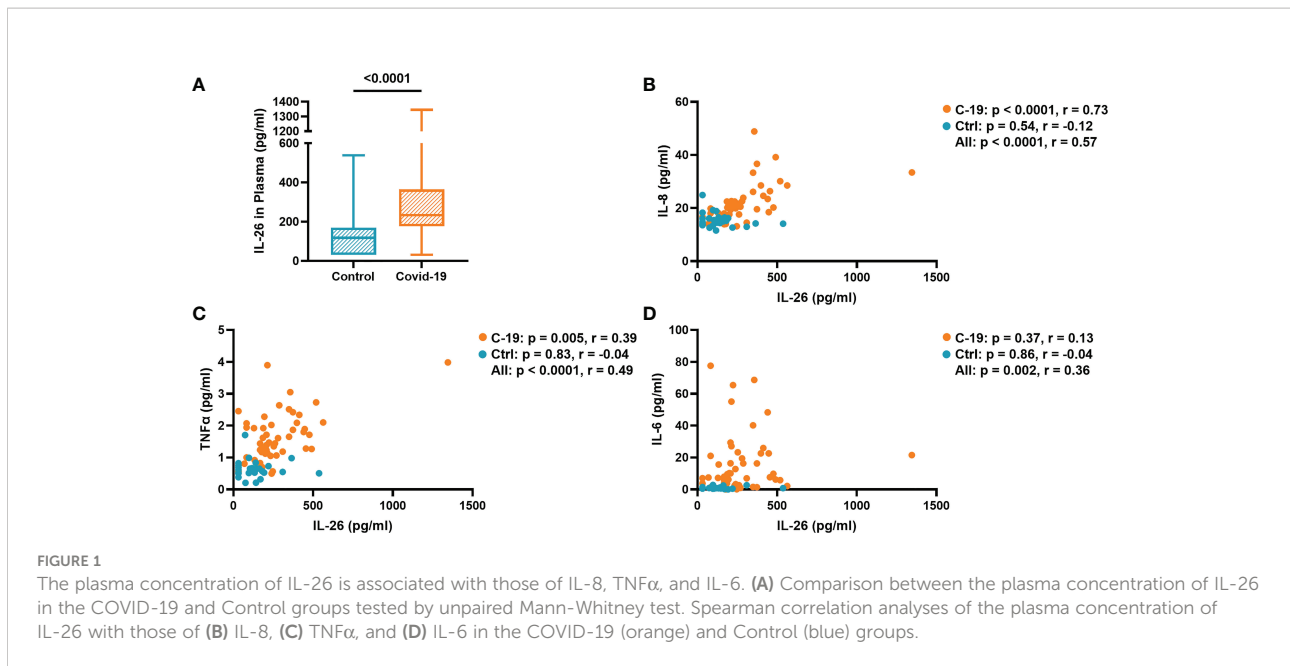 A
<0.0001
IL-26 in Plasma (pg/ml)
1400
1300
1200
600
400
200
0
Control
Covid-19
B
IL-8 (pg/ml)
60
40
20
0
0
500
1000
1500
IL-26 (pg/ml)
C-19: p < 0.0001, r = 0.73
Ctrl: p = 0.54, r = -0.12
All: p < 0.0001, r = 0.57
C
TNFα (pg/ml)
5
4
3
2
1
0
0
500
1000
1500
IL-26 (pg/ml)
C-19: p = 0.005, r = 0.39
Ctrl: p = 0.83, r = -0.04
All: p < 0.0001, r = 0.49
D
IL-6 (pg/ml)
100
80
60
40
20
0
0
500
1000
1500
IL-26 (pg/ml)
C-19: p = 0.37, r = 0.13
Ctrl: p = 0.86, r = -0.04
All: p = 0.002, r = 0.36
FIGURE 1
The plasma concentration of IL-26 is associated with those of IL-8, TNFα, and IL-6. (A) Comparison between the plasma concentration of IL-26
in the COVID-19 and Control groups tested by unpaired Mann-Whitney test. Spearman correlation analyses of the plasma concentration of
IL-26 with those of (B) IL-8, (C) TNFα, and (D) IL-6 in the COVID-19 (orange) and Control (blue) groups.